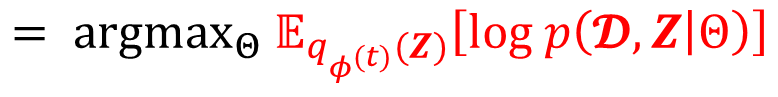 = argmax_Θ 𝔼_{q_{ϕ^{(t)}}(𝒁)}[log p(𝓓, 𝒁|Θ)]